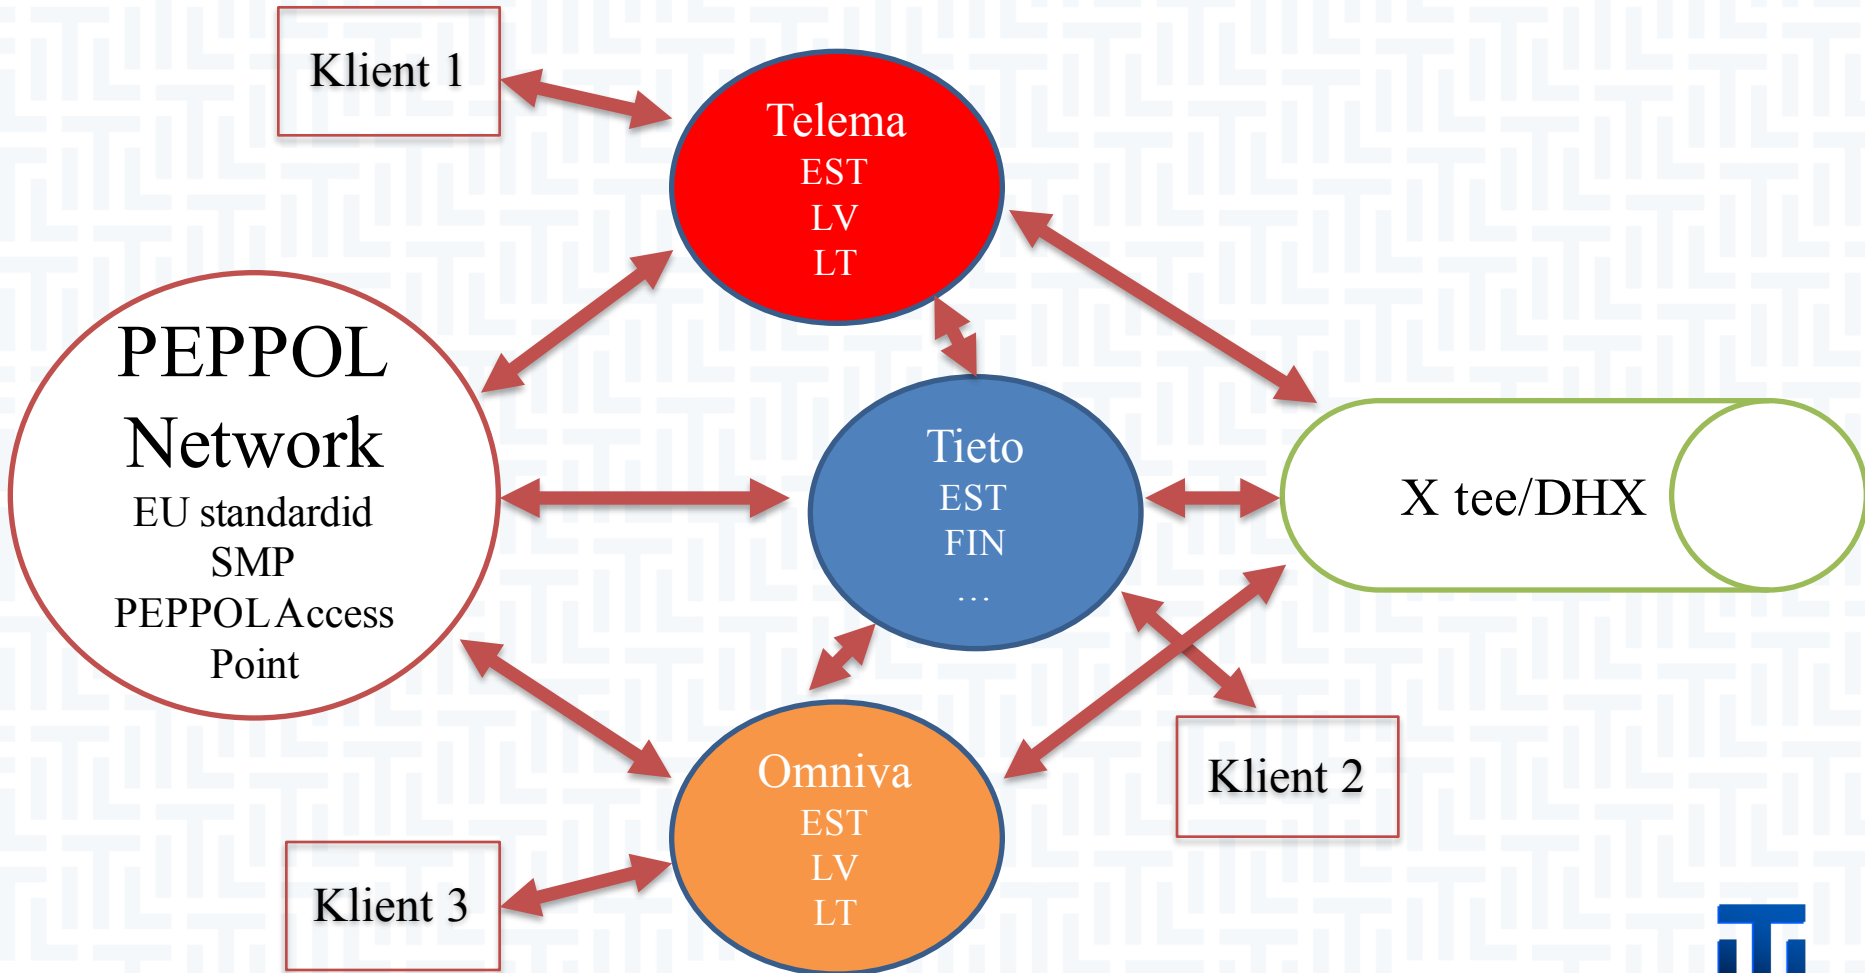 Klient 1
Telema
EST
LV
LT
PEPPOL
Network
EU standardid
SMP
PEPPOL Access
Point
Tieto
EST
FIN
...
X tee/DHX
Omniva
EST
LV
LT
Klient 2
Klient 3